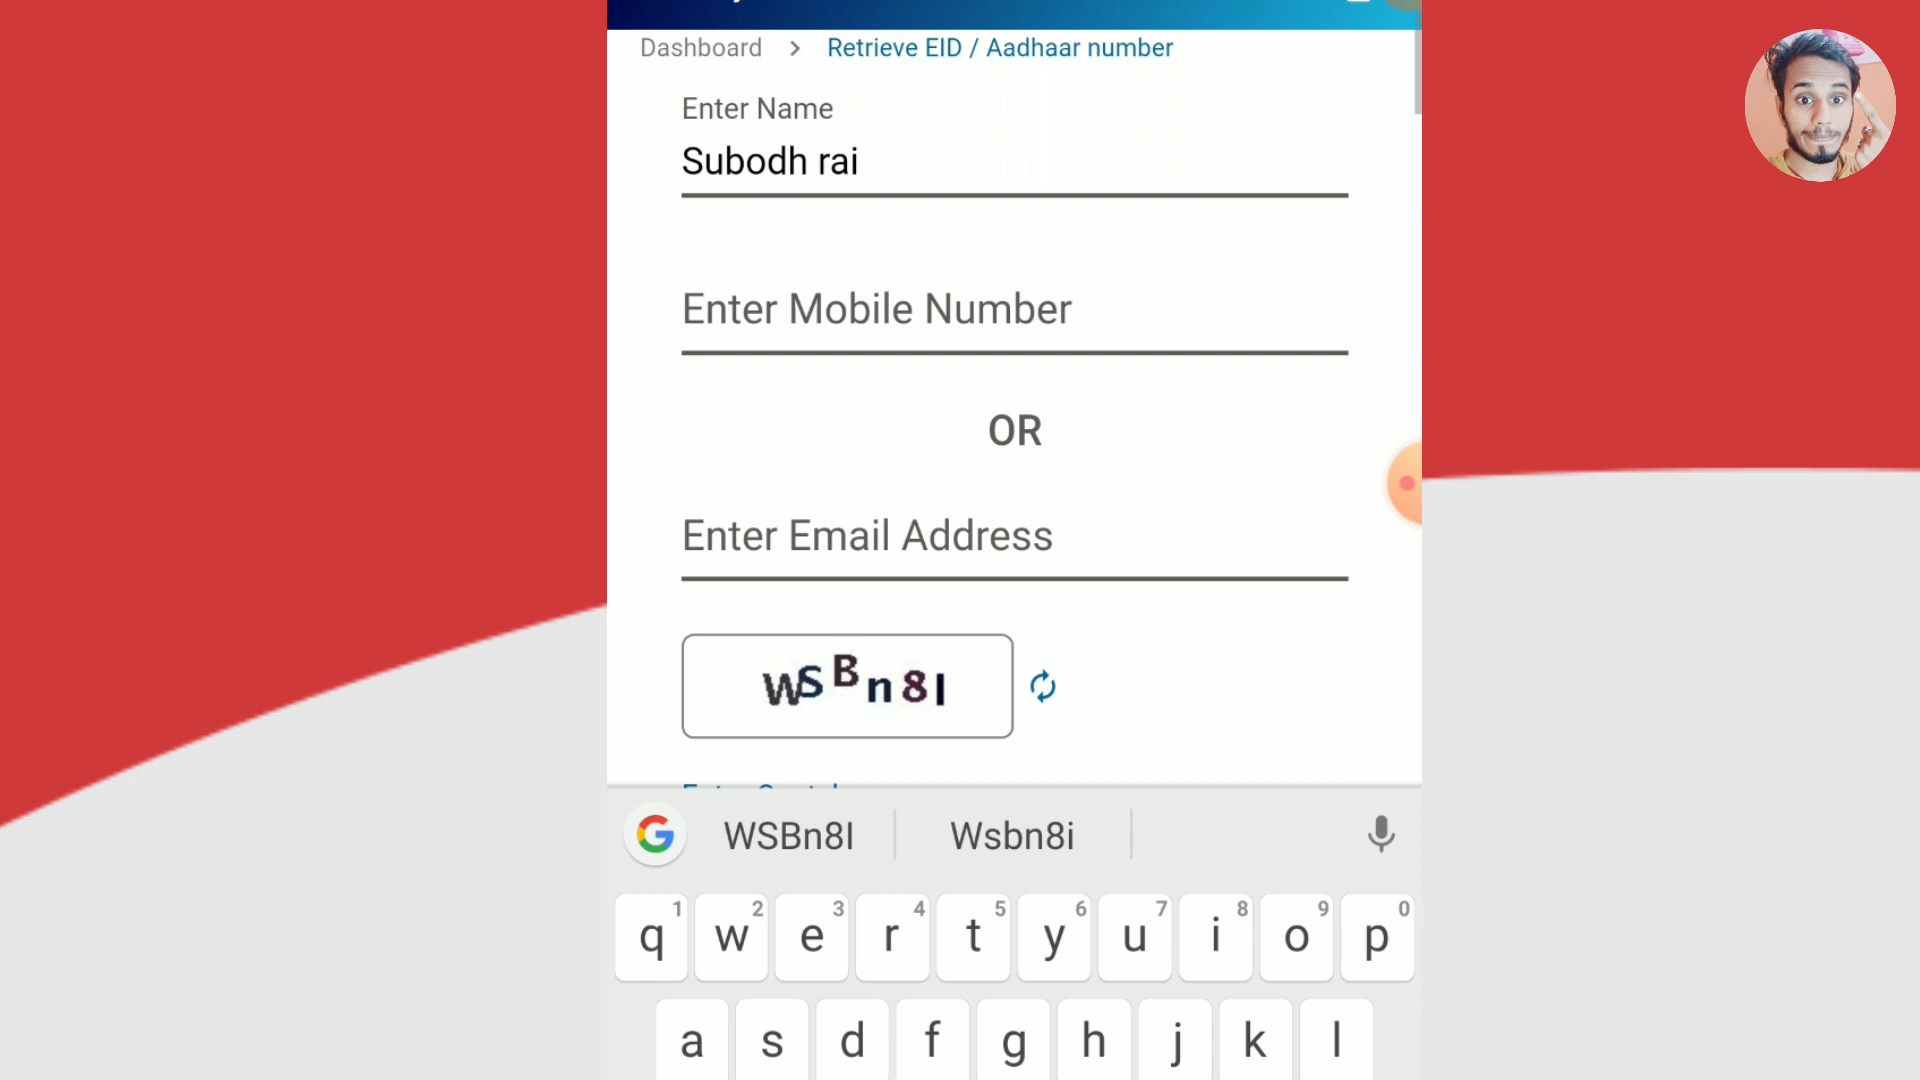 Dashboard > Retrieve EID / Aadhaar number
Enter Name
Subodh rai
Enter Mobile Number
OR
Enter Email Address
WSBn8I
WSBn8I Wsbn8i
1 2 3 4 5 6 7 8 9 0
q w e r t y u i o p
a s d f g h j k l